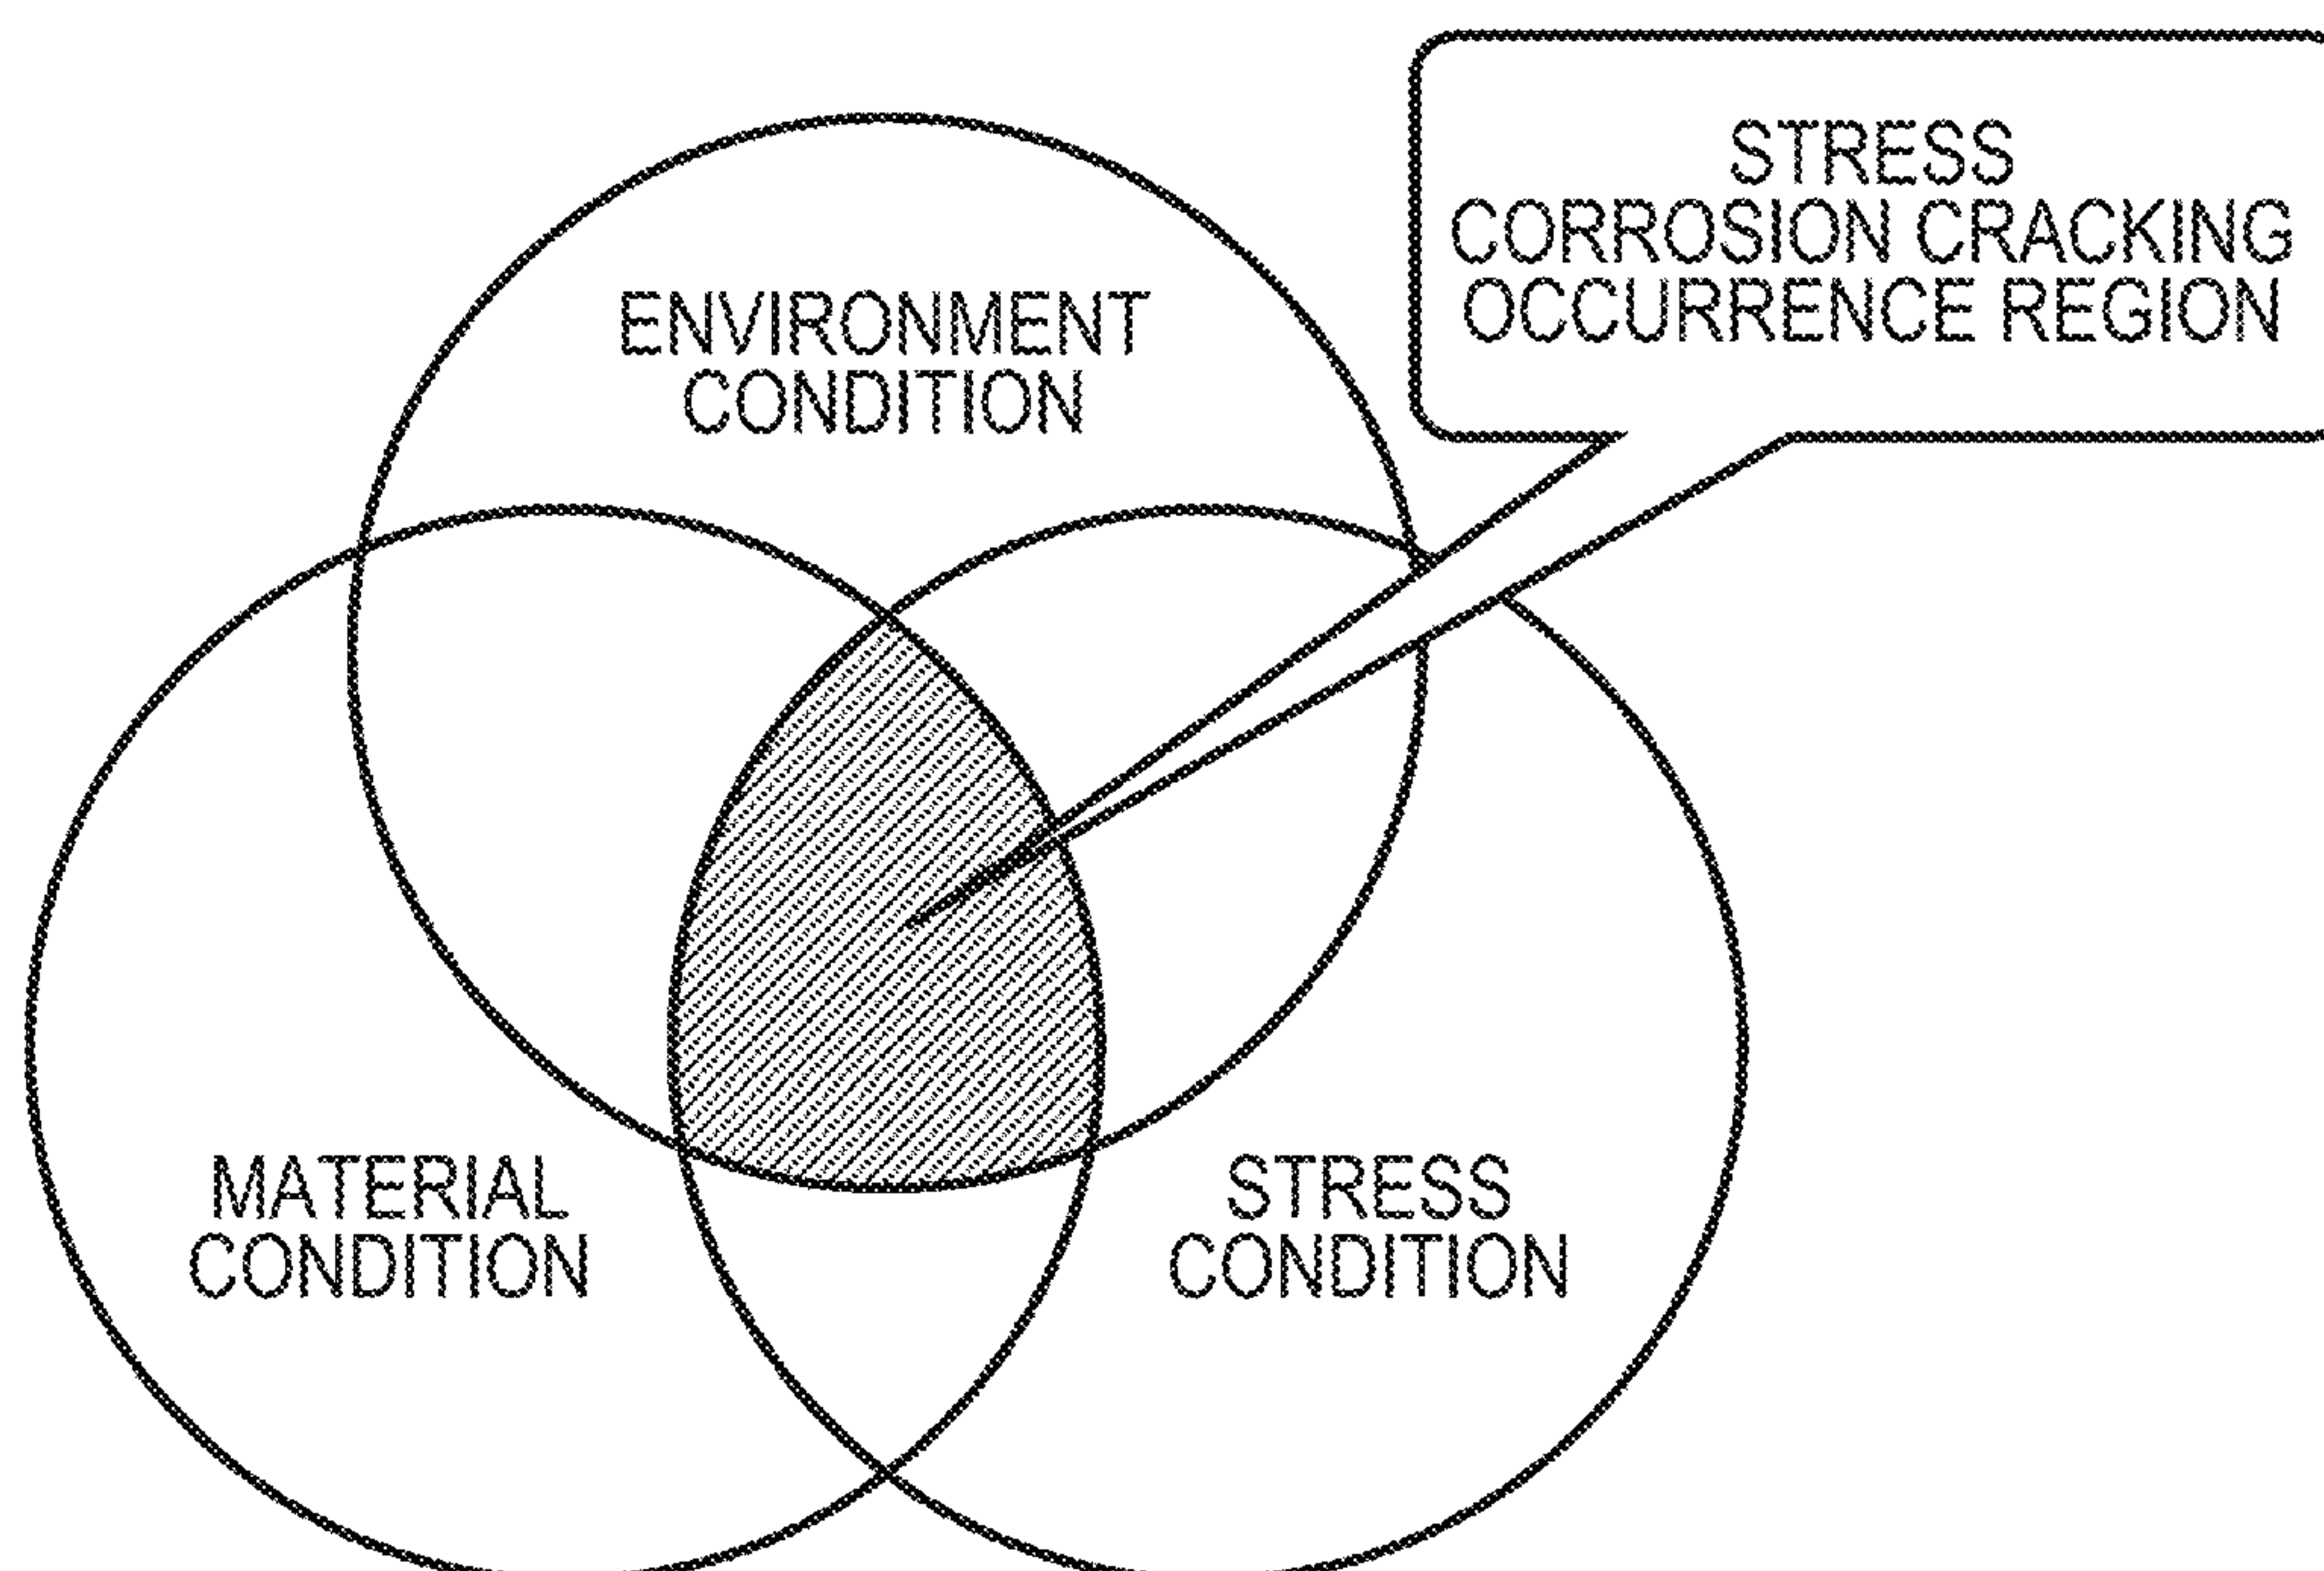 STRESS
CORROSION CRACKING
OCCURRENCE REGION
ENVIRONMENT
CONDITION
MATERIAL
CONDITION
STRESS
CONDITION